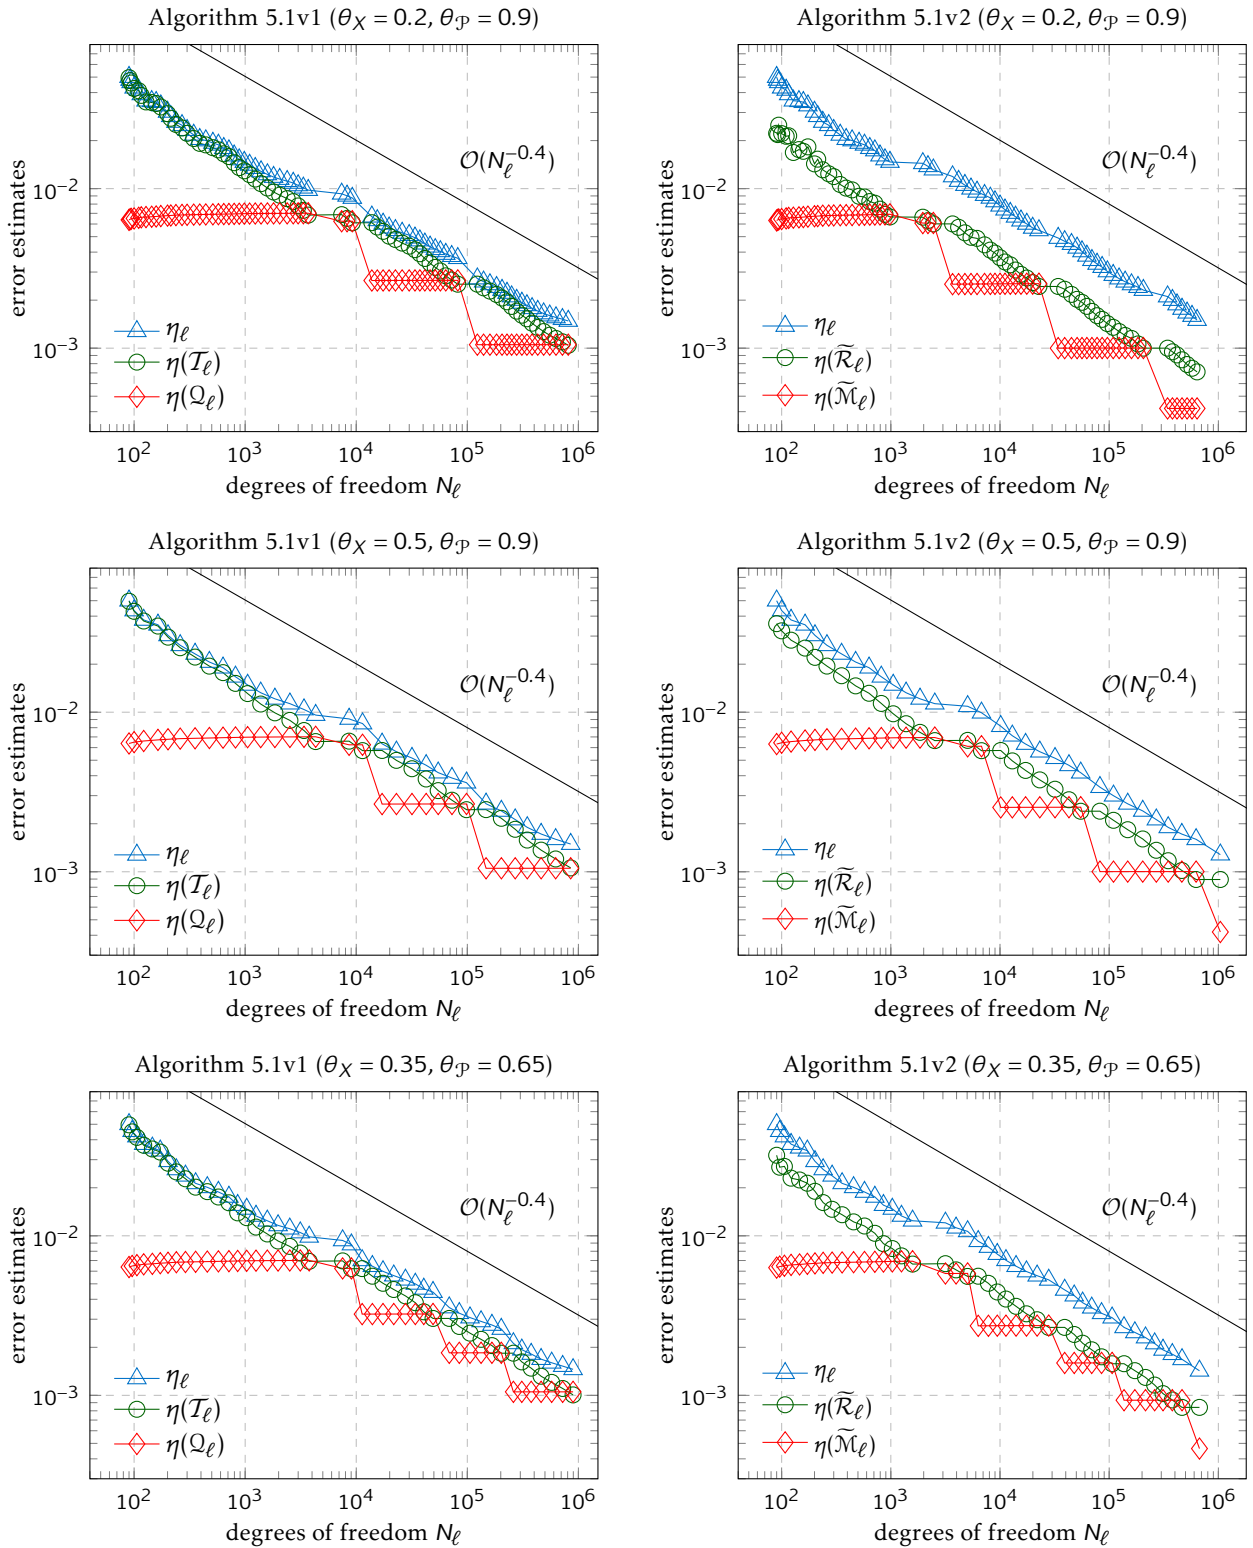 Algorithm 5.1v1 (θ_X = 0.2, θ_𝒫 = 0.9)
10^−2
10^−3
error estimates
𝒪(N_ℓ^−0.4)
η_ℓ
η(𝒯_ℓ)
η(𝒬_ℓ)
10^2 10^3 10^4 10^5 10^6
degrees of freedom N_ℓ
Algorithm 5.1v2 (θ_X = 0.2, θ_𝒫 = 0.9)
10^−2
10^−3
error estimates
𝒪(N_ℓ^−0.4)
η_ℓ
η(ℛ̃_ℓ)
η(ℳ̃_ℓ)
10^2 10^3 10^4 10^5 10^6
degrees of freedom N_ℓ
Algorithm 5.1v1 (θ_X = 0.5, θ_𝒫 = 0.9)
10^−2
10^−3
error estimates
𝒪(N_ℓ^−0.4)
η_ℓ
η(𝒯_ℓ)
η(𝒬_ℓ)
10^2 10^3 10^4 10^5 10^6
degrees of freedom N_ℓ
Algorithm 5.1v2 (θ_X = 0.5, θ_𝒫 = 0.9)
10^−2
10^−3
error estimates
𝒪(N_ℓ^−0.4)
η_ℓ
η(ℛ̃_ℓ)
η(ℳ̃_ℓ)
10^2 10^3 10^4 10^5 10^6
degrees of freedom N_ℓ
Algorithm 5.1v1 (θ_X = 0.35, θ_𝒫 = 0.65)
10^−2
10^−3
error estimates
𝒪(N_ℓ^−0.4)
η_ℓ
η(𝒯_ℓ)
η(𝒬_ℓ)
10^2 10^3 10^4 10^5 10^6
degrees of freedom N_ℓ
Algorithm 5.1v2 (θ_X = 0.35, θ_𝒫 = 0.65)
10^−2
10^−3
error estimates
𝒪(N_ℓ^−0.4)
η_ℓ
η(ℛ̃_ℓ)
η(ℳ̃_ℓ)
10^2 10^3 10^4 10^5 10^6
degrees of freedom N_ℓ